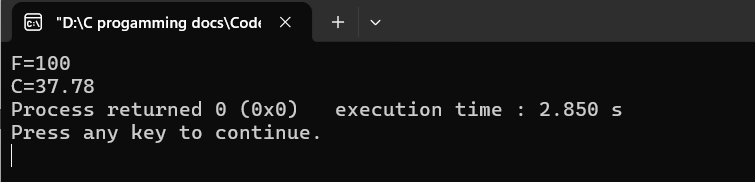 "D:\C progamming docs\Code
F=100
C=37.78
Process returned 0 (0x0)   execution time : 2.850 s
Press any key to continue.